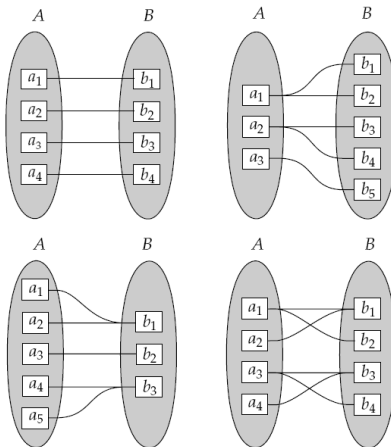 A B
a1 b1
a2 b2
a3 b3
a4 b4
A B
a1 b1
a2 b2
a3 b3
b4
b5
A B
a1
a2 b1
a3 b2
a4 b3
a5
A B
a1 b1
a2 b2
a3 b3
a4 b4